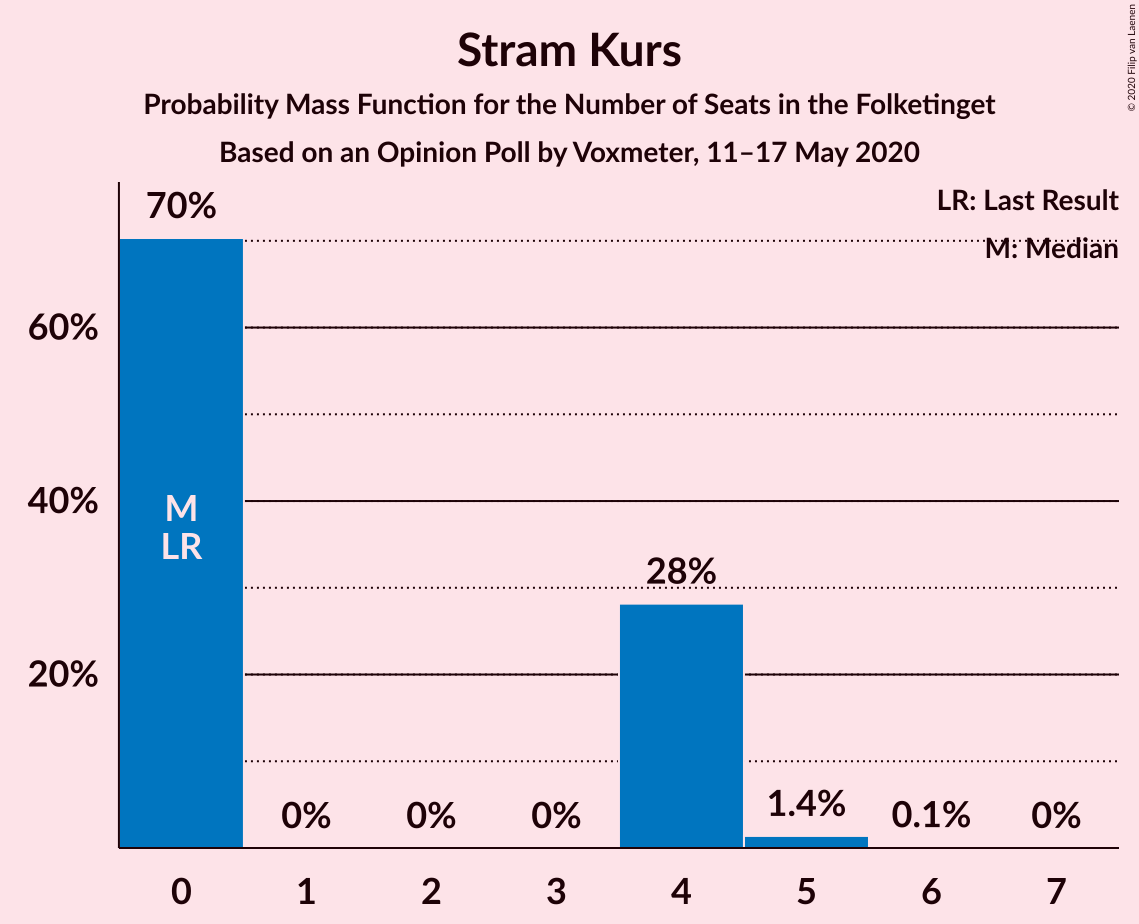 Stram Kurs
Probability Mass Function for the Number of Seats in the Folketinget
Based on an Opinion Poll by Voxmeter, 11–17 May 2020
© 2020 Filip van Laenen
LR: Last Result
M: Median
70%
60%
40%
20%
M
LR
0%
0%
0%
28%
1.4%
0.1%
0%
0
1
2
3
4
5
6
7